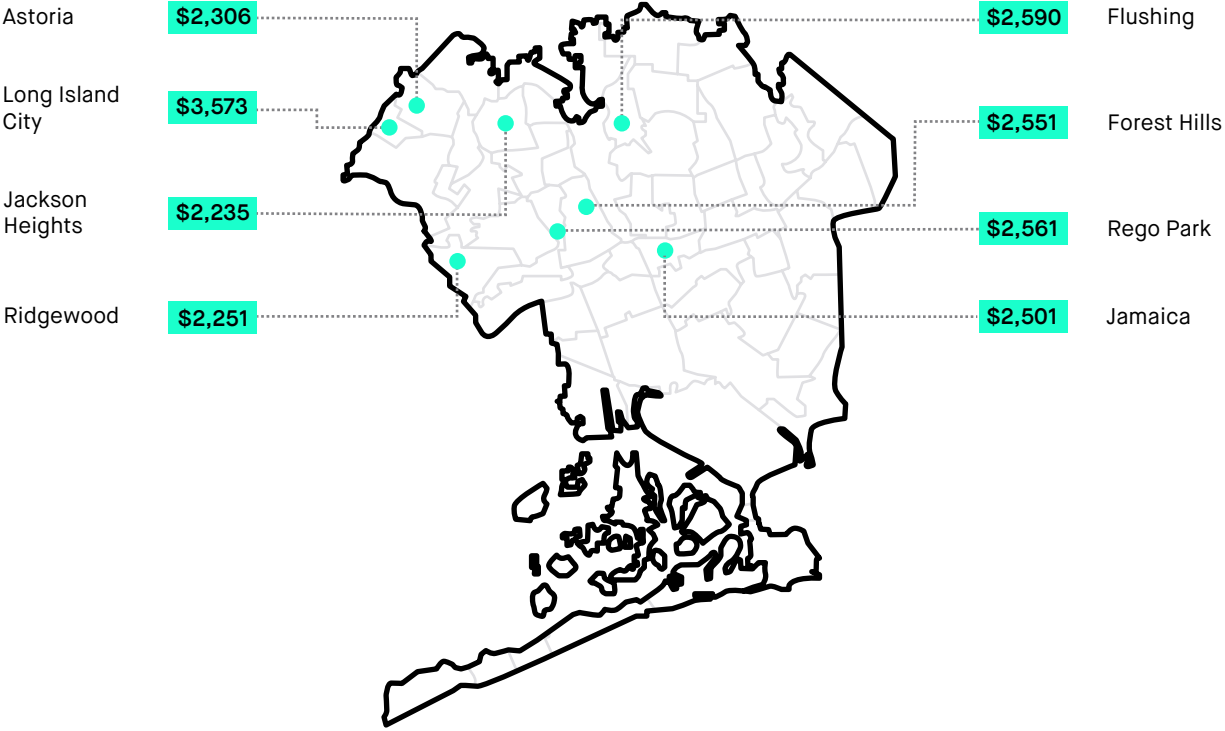 Astoria
$2,306
Long Island
City
$3,573
Jackson
Heights
$2,235
Ridgewood
$2,251
$2,590
Flushing
$2,551
Forest Hills
$2,561
Rego Park
$2,501
Jamaica